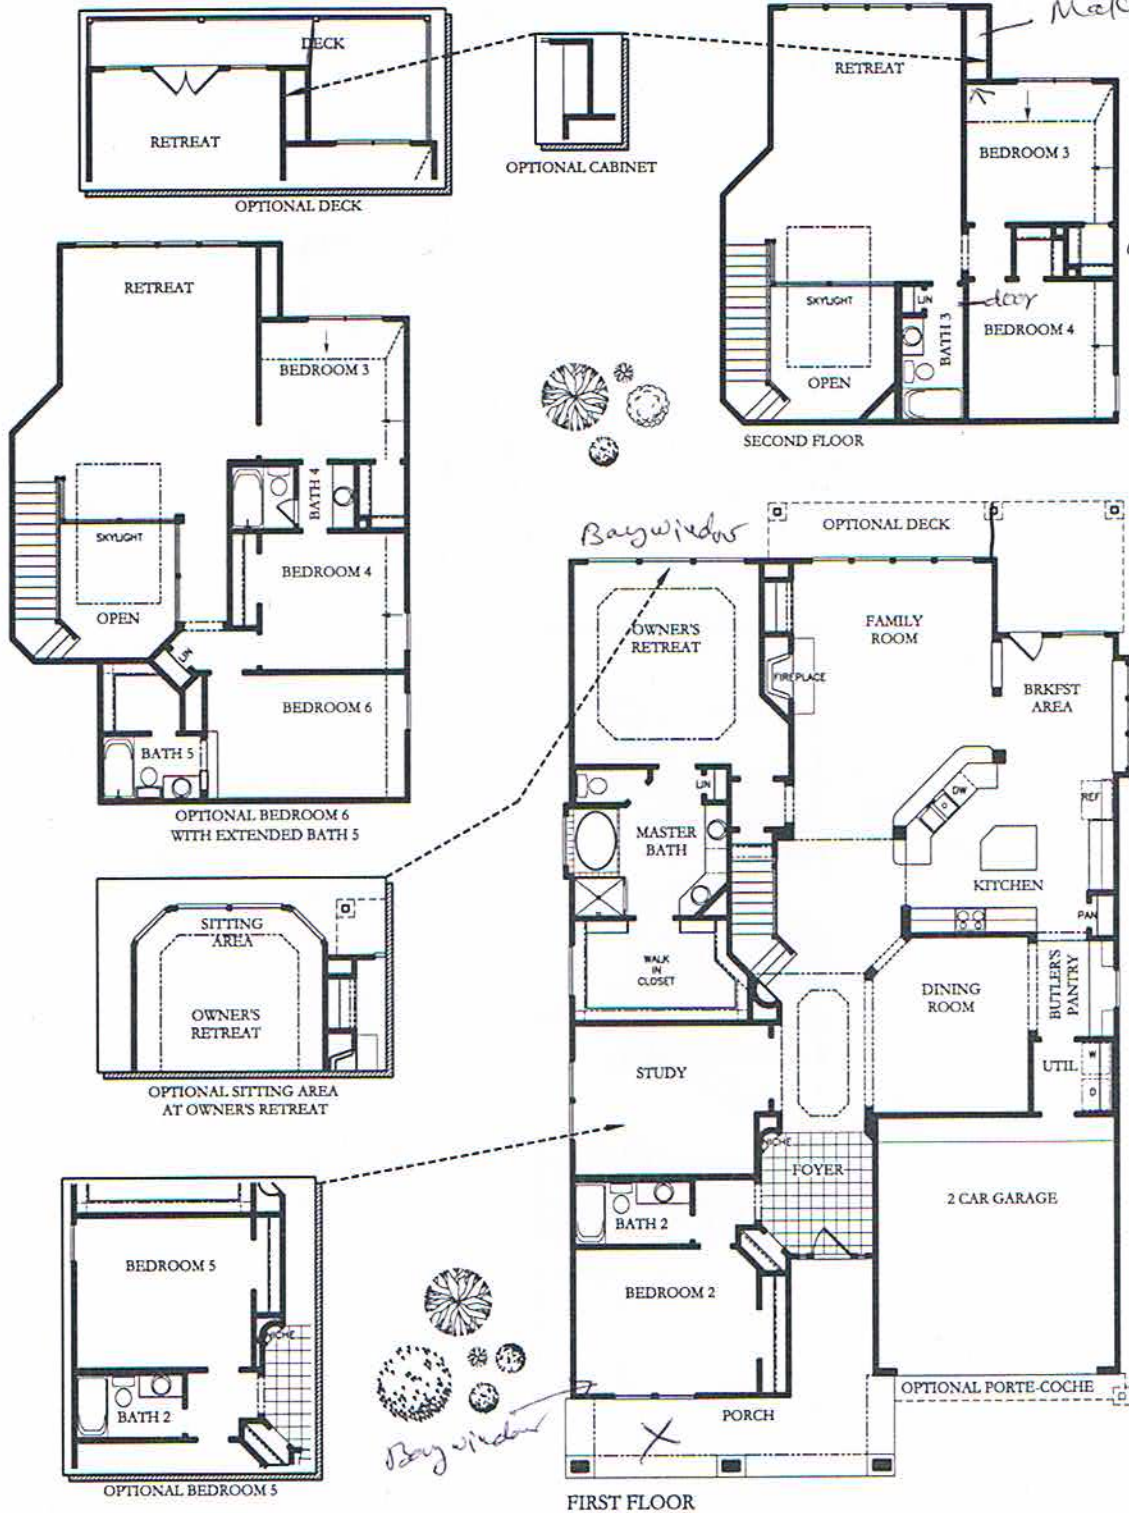 DECK
RETREAT
OPTIONAL DECK
OPTIONAL CABINET
RETREAT
BEDROOM 3
SKYLIGHT
OPEN
LIN
door
BATH 3
BEDROOM 4
SECOND FLOOR
RETREAT
BEDROOM 3
BATH 4
SKYLIGHT
OPEN
BEDROOM 4
LIN
BEDROOM 6
BATH 5
OPTIONAL BEDROOM 6
WITH EXTENDED BATH 5
SITTING
AREA
OWNER'S
RETREAT
OPTIONAL SITTING AREA
AT OWNER'S RETREAT
BEDROOM 5
NICHE
BATH 2
OPTIONAL BEDROOM 5
Baywindow
OPTIONAL DECK
OWNER'S
RETREAT
FAMILY
ROOM
FIREPLACE
BRKFST
AREA
LIN
DW
REF
MASTER
BATH
KITCHEN
PAN
WALK
IN
CLOSET
DINING
ROOM
BUTLER'S
PANTRY
STUDY
UTIL
W
D
NICHE
FOYER
2 CAR GARAGE
BATH 2
BEDROOM 2
OPTIONAL PORTE-COCHE
PORCH
X
Baywindow
FIRST FLOOR